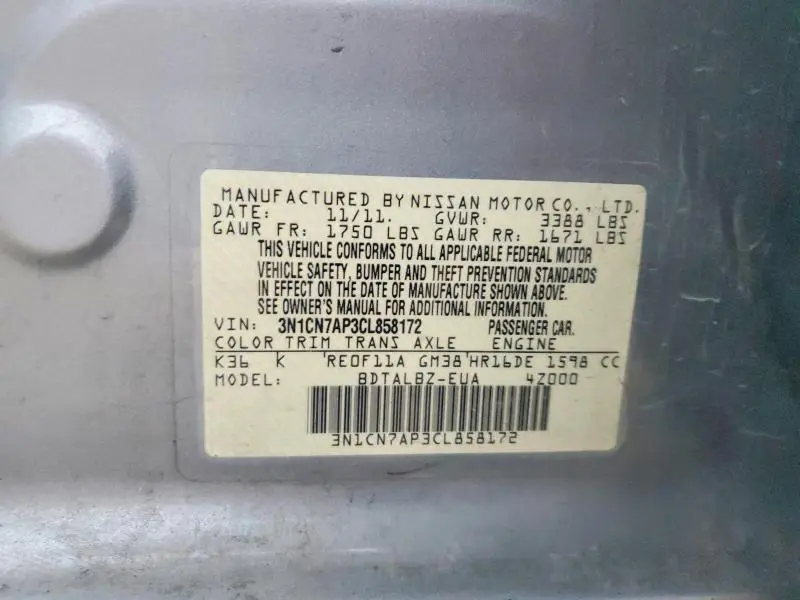 MANUFACTURED BY NISSAN MOTOR CO., LTD.
DATE: 11/11. GVWR: 3388 LBS
GAWR FR: 1750 LBS GAWR RR: 1671 LBS
THIS VEHICLE CONFORMS TO ALL APPLICABLE FEDERAL MOTOR
VEHICLE SAFETY, BUMPER AND THEFT PREVENTION STANDARDS
IN EFFECT ON THE DATE OF MANUFACTURE SHOWN ABOVE.
SEE OWNER'S MANUAL FOR ADDITIONAL INFORMATION.
VIN: 3N1CN7AP3CL858172 PASSENGER CAR.
COLOR TRIM TRANS AXLE ENGINE
K36 K RE0F11A GM38 HR16DE 1598 CC
MODEL: BDTALBZ-EUA 4Z000
3N1CN7AP3CL858172